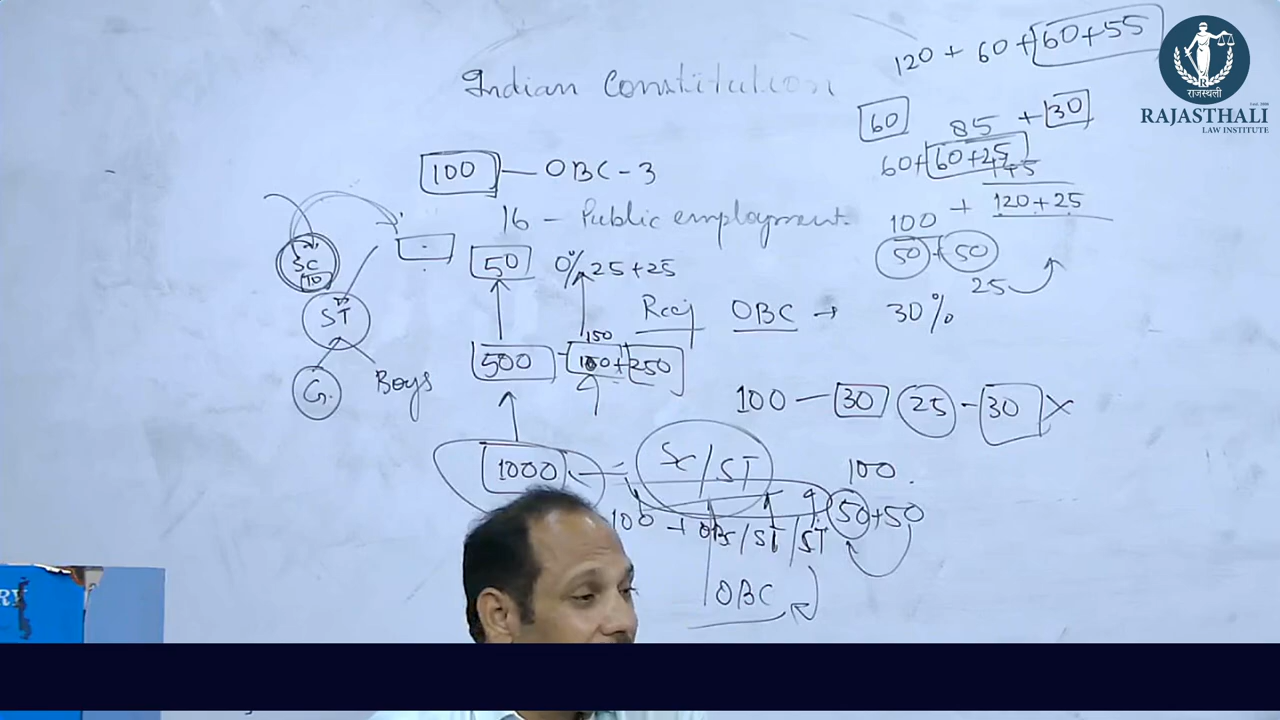 Indian Constitution
120 + 60 + 60+55
राजस्थली
RAJASTHALI
LAW INSTITUTE
60 85 + 30
60+ 60+25
100 - OBC - 3
100 + 120+25
16 - Public employment
50 + 50
SC
10
50 0% 25+25
25
ST
Raj OBC → 30%
150
500 - 100+250
G. Boys
100 - 30 25 - 30 ×
1000 - SC/ST
100
100 + OBC/ST/ST 50+50
OBC
RY